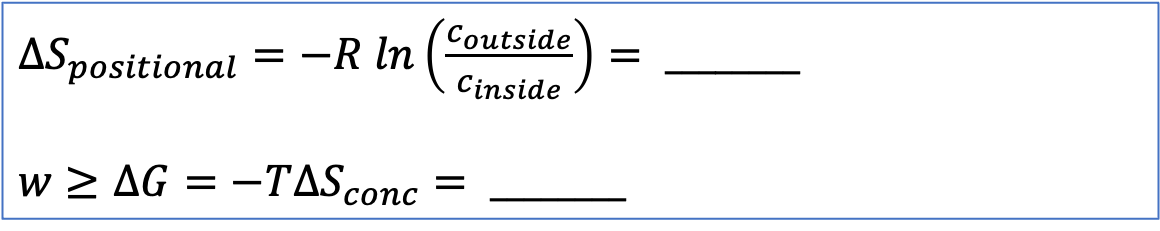 ΔS_positional = −R ln (c_outside / c_inside) = ______
w ≥ ΔG = −TΔS_conc = ______